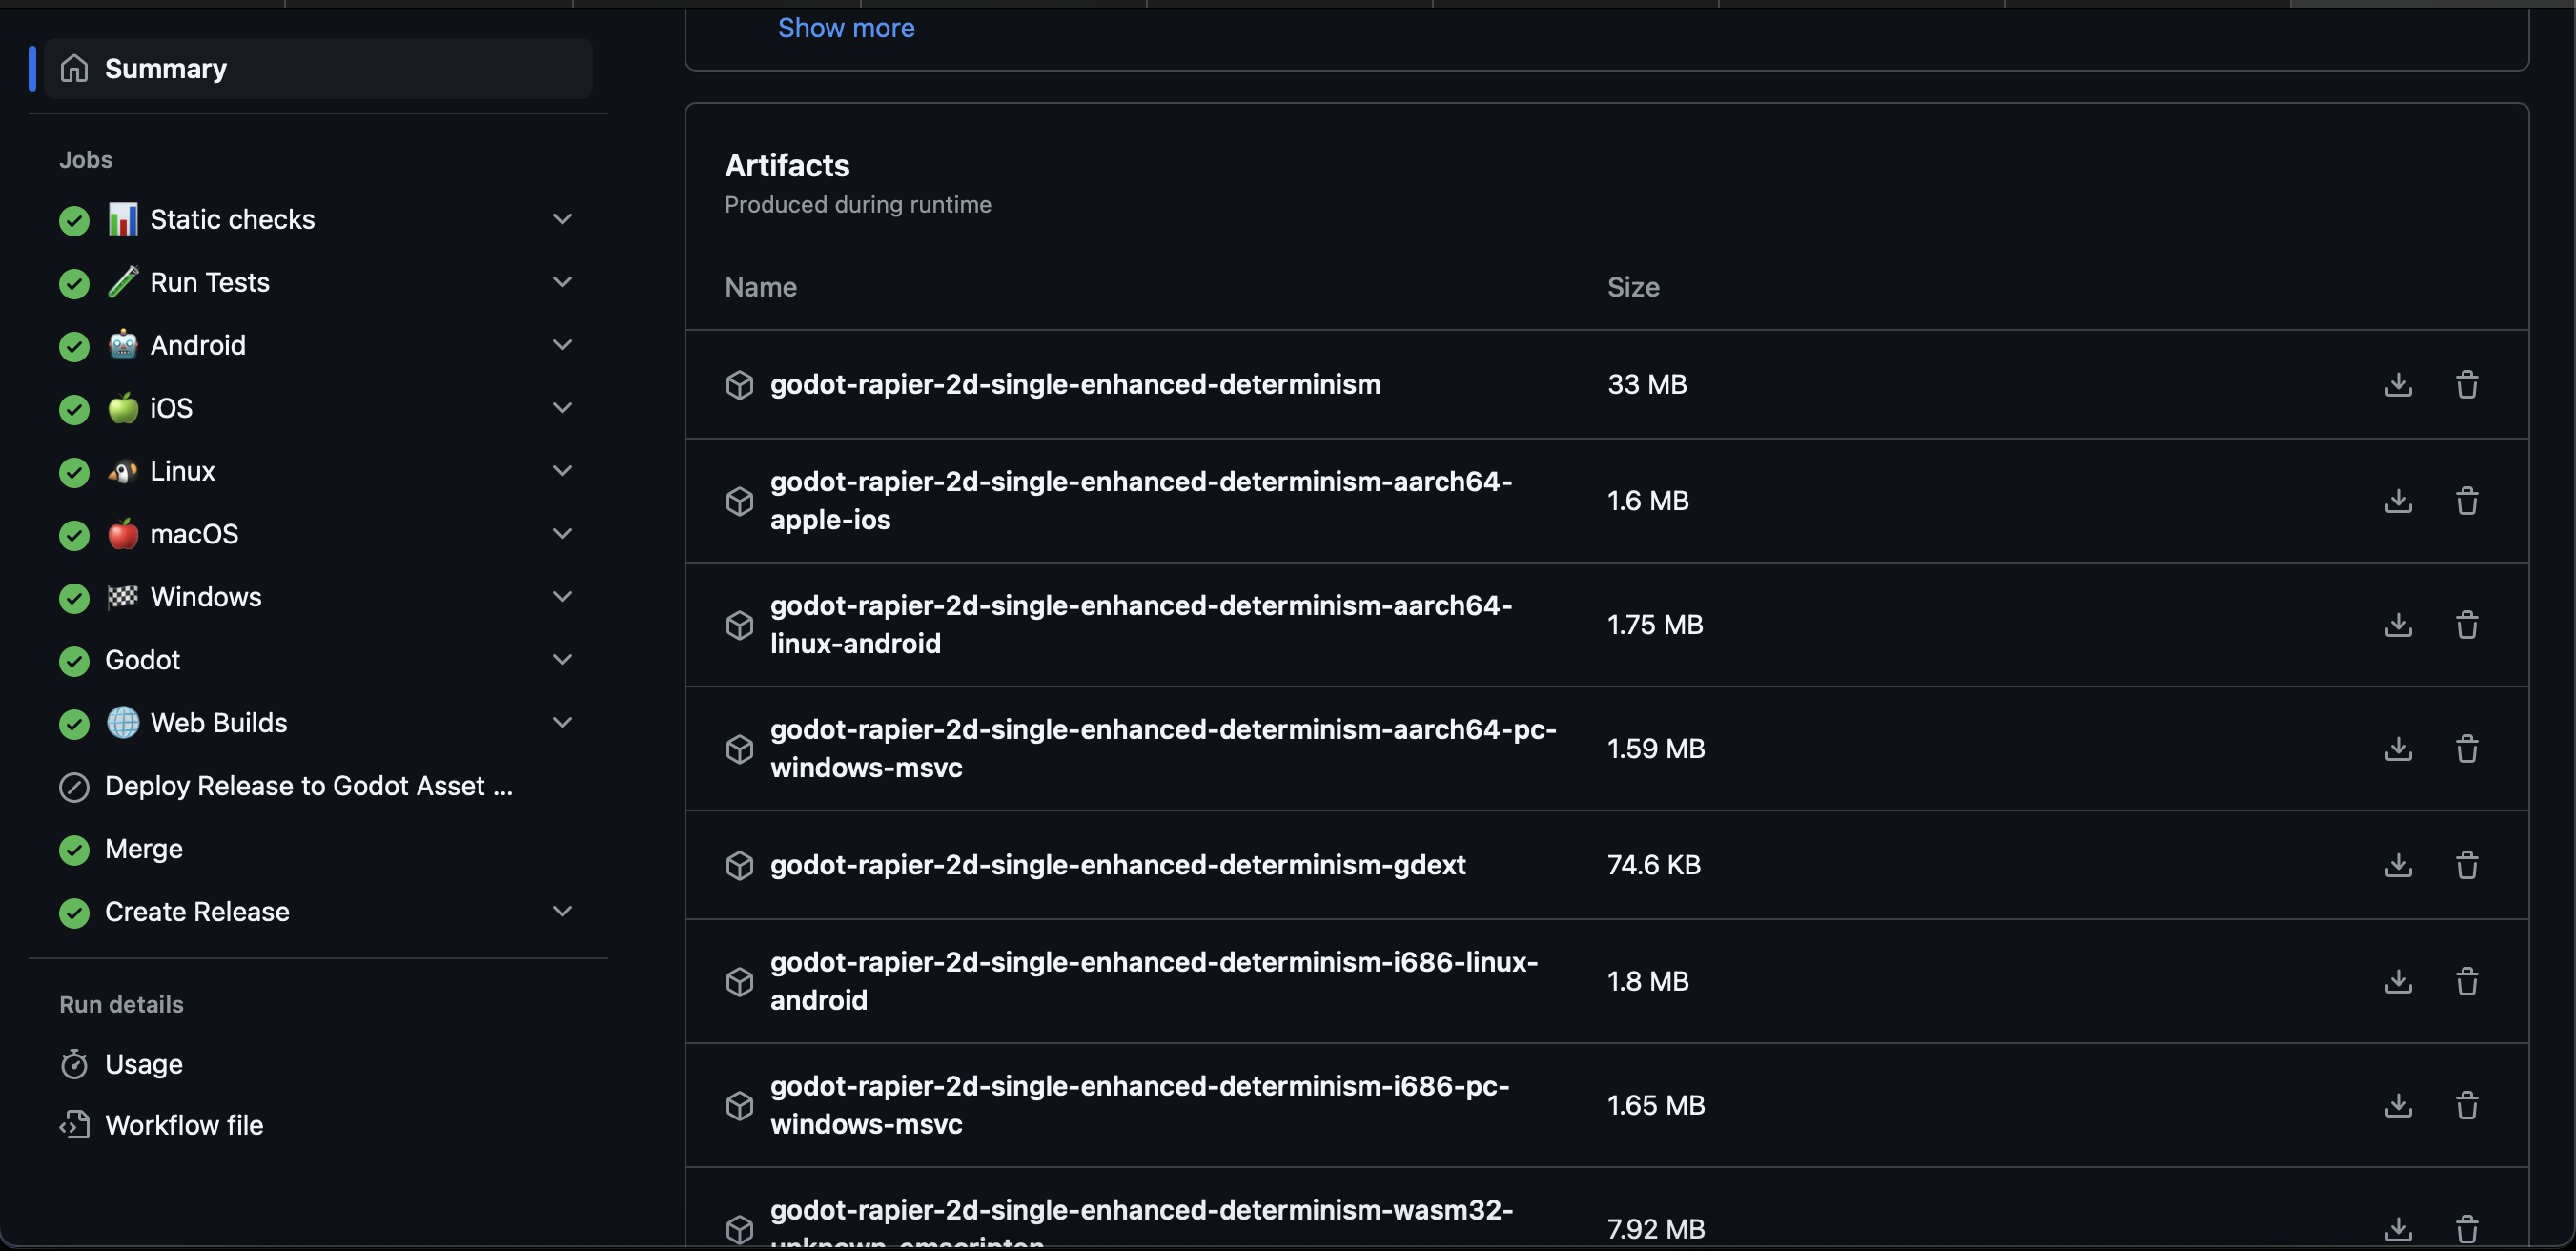 Show more
Summary
Jobs
Static checks
Run Tests
Android
iOS
Linux
macOS
Windows
Godot
Web Builds
Deploy Release to Godot Asset ...
Merge
Create Release
Run details
Usage
Workflow file
Artifacts
Produced during runtime
Name Size
godot-rapier-2d-single-enhanced-determinism 33 MB
godot-rapier-2d-single-enhanced-determinism-aarch64-
apple-ios 1.6 MB
godot-rapier-2d-single-enhanced-determinism-aarch64-
linux-android 1.75 MB
godot-rapier-2d-single-enhanced-determinism-aarch64-pc-
windows-msvc 1.59 MB
godot-rapier-2d-single-enhanced-determinism-gdext 74.6 KB
godot-rapier-2d-single-enhanced-determinism-i686-linux-
android 1.8 MB
godot-rapier-2d-single-enhanced-determinism-i686-pc-
windows-msvc 1.65 MB
godot-rapier-2d-single-enhanced-determinism-wasm32-
7.92 MB